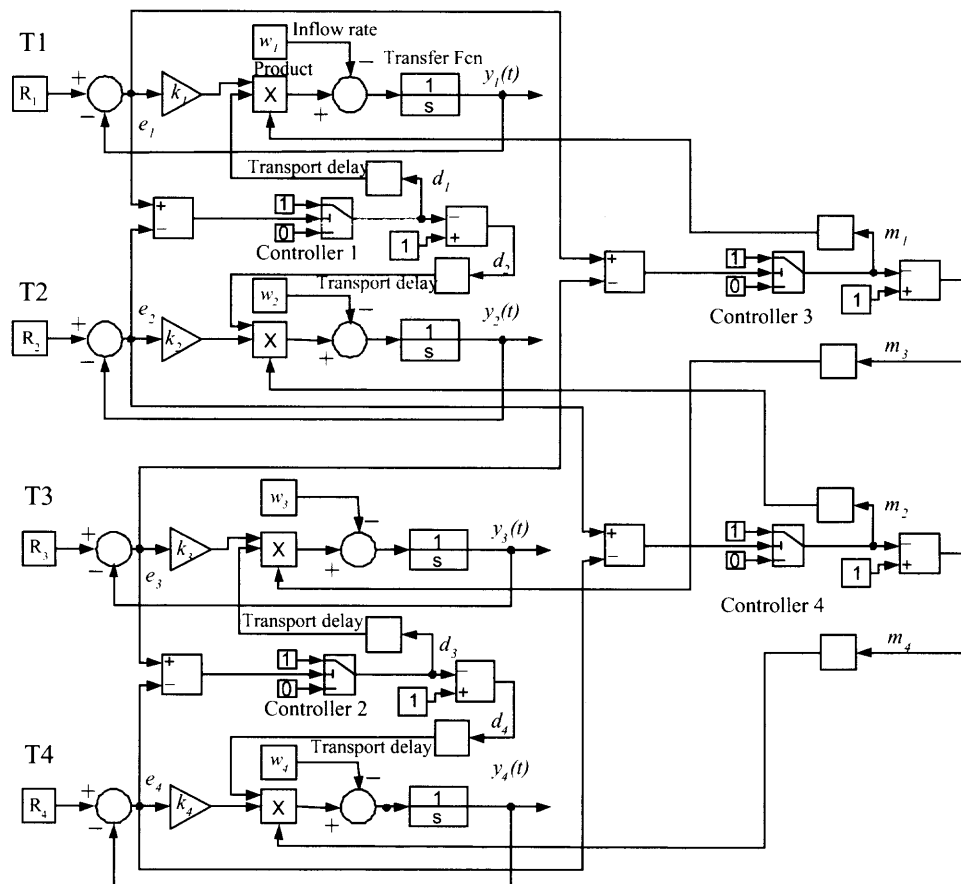 T1
w1
Inflow rate
−
Transfer Fcn
y1(t)
R1
+
−
k1
Product
X
+
1
s
e1
Transport delay
d1
+
−
1
0
Controller 1
−
+
1
d2
m1
+
−
1
0
Controller 3
−
+
1
T2
w2
Transport delay
−
y2(t)
R2
+
−
e2
k2
X
+
1
s
m3
T3
w3
−
y3(t)
R3
+
−
k3
X
+
1
s
e3
m2
+
−
1
0
Controller 4
−
+
1
Transport delay
d3
+
−
1
0
Controller 2
−
+
1
d4
m4
T4
w4
Transport delay
−
y4(t)
R4
+
−
e4
k4
X
+
1
s